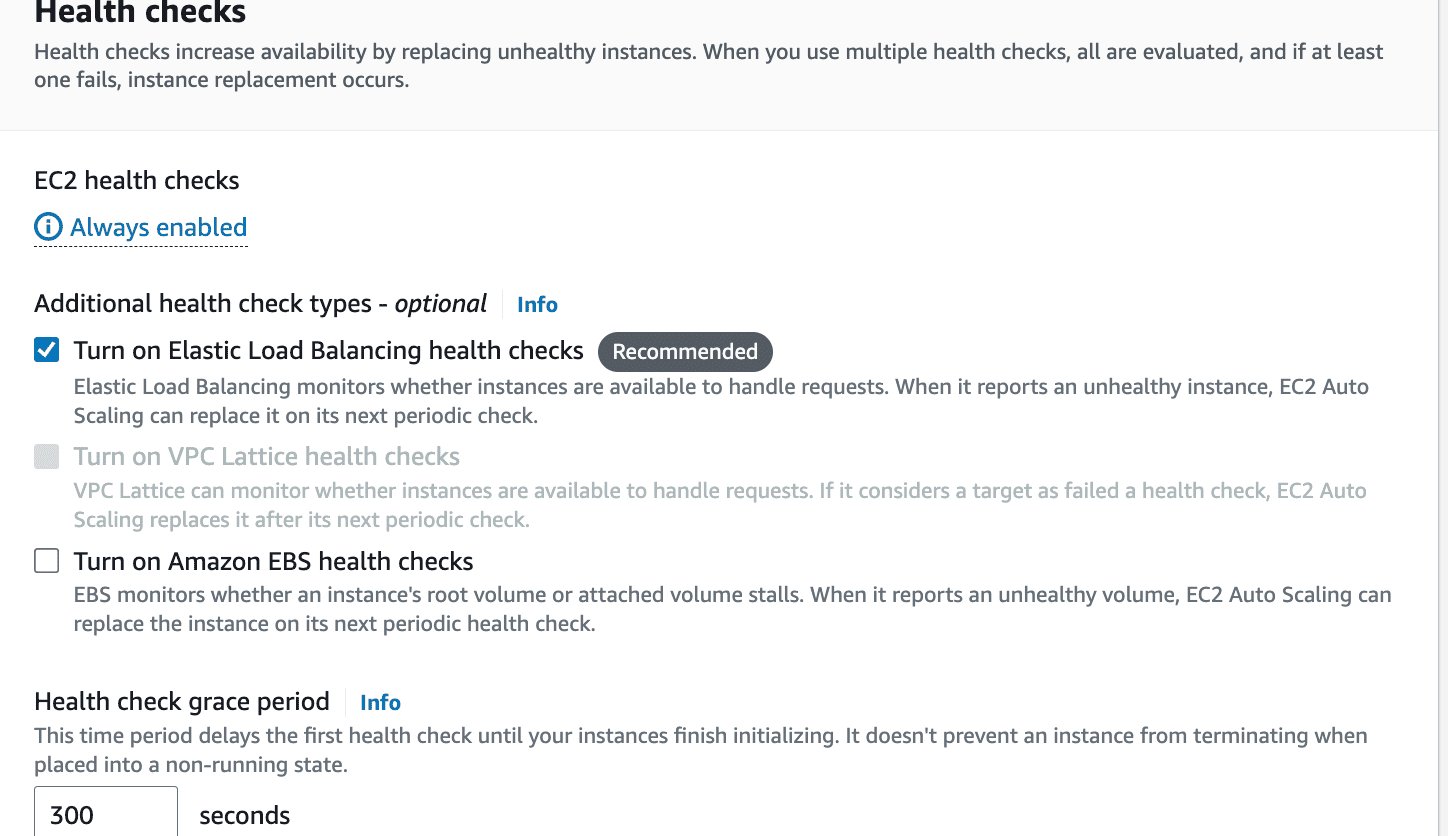 Health checks
Health checks increase availability by replacing unhealthy instances. When you use multiple health checks, all are evaluated, and if at least
one fails, instance replacement occurs.
EC2 health checks
Always enabled
Additional health check types - optional Info
Turn on Elastic Load Balancing health checks Recommended
Elastic Load Balancing monitors whether instances are available to handle requests. When it reports an unhealthy instance, EC2 Auto
Scaling can replace it on its next periodic check.
Turn on VPC Lattice health checks
VPC Lattice can monitor whether instances are available to handle requests. If it considers a target as failed a health check, EC2 Auto
Scaling replaces it after its next periodic check.
Turn on Amazon EBS health checks
EBS monitors whether an instance's root volume or attached volume stalls. When it reports an unhealthy volume, EC2 Auto Scaling can
replace the instance on its next periodic health check.
Health check grace period Info
This time period delays the first health check until your instances finish initializing. It doesn't prevent an instance from terminating when
placed into a non-running state.
300 seconds